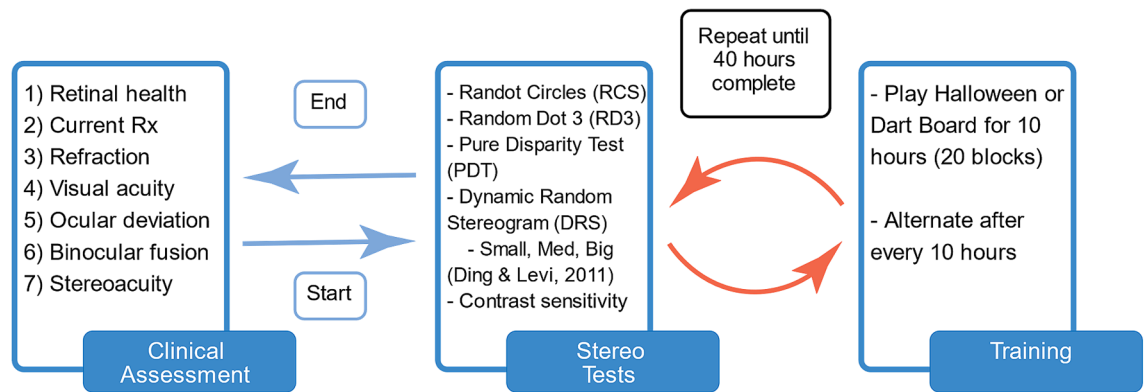 1) Retinal health
2) Current Rx
3) Refraction
4) Visual acuity
5) Ocular deviation
6) Binocular fusion
7) Stereoacuity
Clinical
Assessment
End
Start
- Randot Circles (RCS)
- Random Dot 3 (RD3)
- Pure Disparity Test
(PDT)
- Dynamic Random
Stereogram (DRS)
- Small, Med, Big
(Ding & Levi, 2011)
- Contrast sensitivity
Stereo
Tests
Repeat until
40 hours
complete
- Play Halloween or
Dart Board for 10
hours (20 blocks)
- Alternate after
every 10 hours
Training